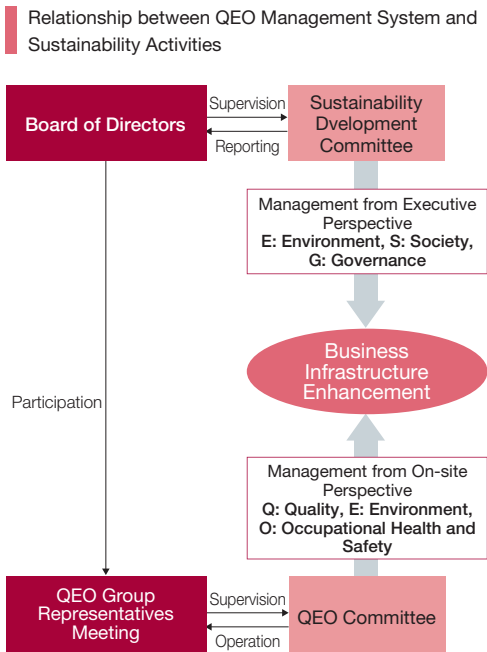 Relationship between QEO Management System and
Sustainability Activities
Board of Directors
Supervision
Reporting
Sustainability
Dvelopment
Committee
Management from Executive
Perspective
E: Environment, S: Society,
G: Governance
Business
Infrastructure
Enhancement
Participation
Management from On-site
Perspective
Q: Quality, E: Environment,
O: Occupational Health and
Safety
QEO Group
Representatives
Meeting
Supervision
Operation
QEO Committee